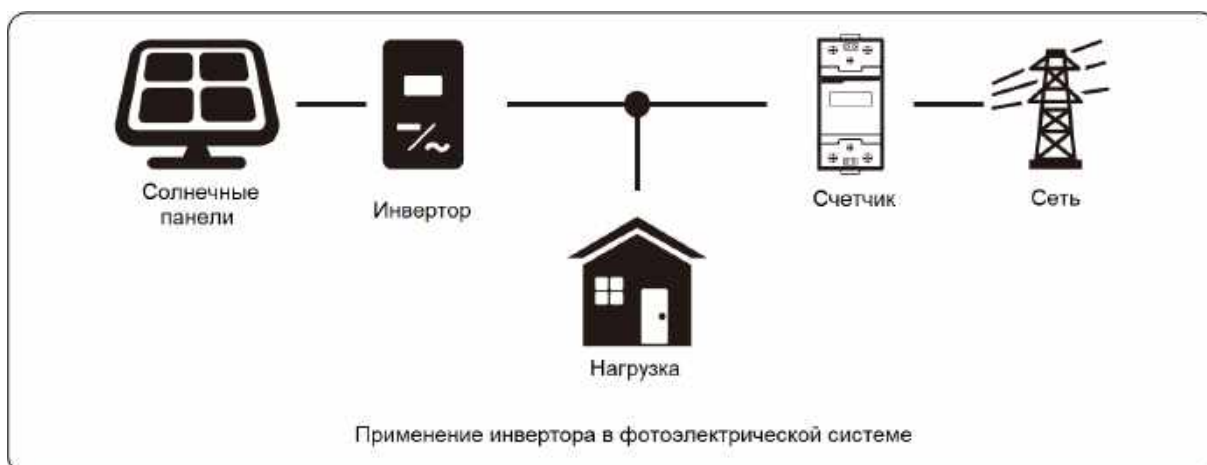 Солнечные
панели
Инвертор
Счетчик
Сеть
Нагрузка
Применение инвертора в фотоэлектрической системе